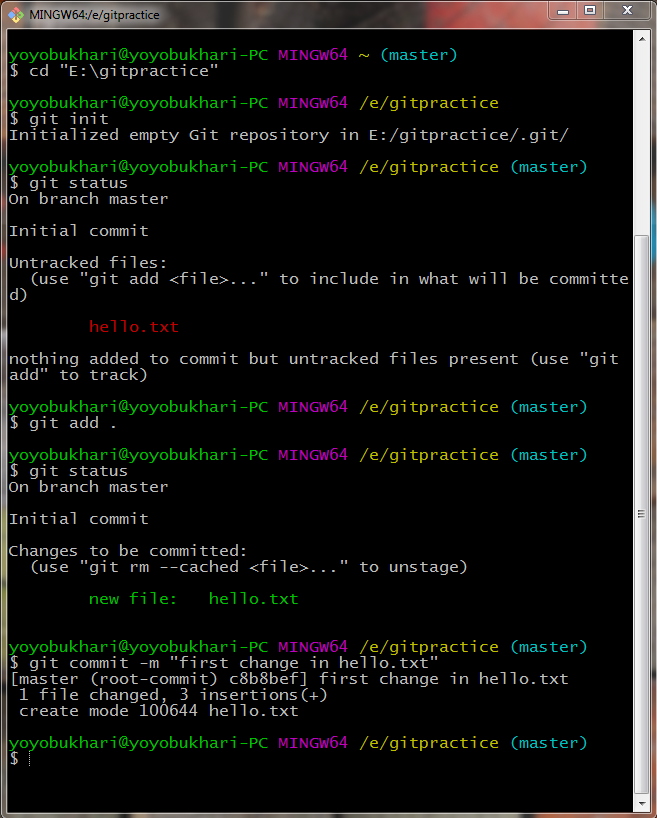 MINGW64:/e/gitpractice
yoyobukhari@yoyobukhari-PC MINGW64 ~ (master)
$ cd "E:\gitpractice"
yoyobukhari@yoyobukhari-PC MINGW64 /e/gitpractice
$ git init
Initialized empty Git repository in E:/gitpractice/.git/
yoyobukhari@yoyobukhari-PC MINGW64 /e/gitpractice (master)
$ git status
On branch master
Initial commit
Untracked files:
  (use "git add <file>..." to include in what will be committe
d)
        hello.txt
nothing added to commit but untracked files present (use "git
add" to track)
yoyobukhari@yoyobukhari-PC MINGW64 /e/gitpractice (master)
$ git add .
yoyobukhari@yoyobukhari-PC MINGW64 /e/gitpractice (master)
$ git status
On branch master
Initial commit
Changes to be committed:
  (use "git rm --cached <file>..." to unstage)
        new file:   hello.txt
yoyobukhari@yoyobukhari-PC MINGW64 /e/gitpractice (master)
$ git commit -m "first change in hello.txt"
[master (root-commit) c8b8bef] first change in hello.txt
 1 file changed, 3 insertions(+)
 create mode 100644 hello.txt
yoyobukhari@yoyobukhari-PC MINGW64 /e/gitpractice (master)
$